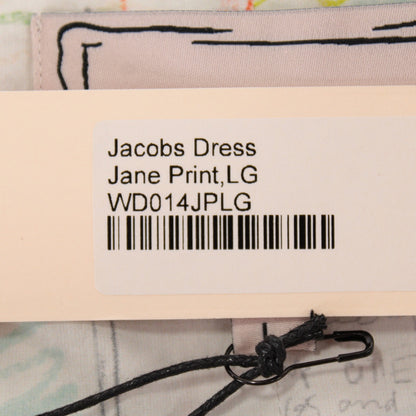 Jacobs Dress
Jane Print,LG
WD014JPLG